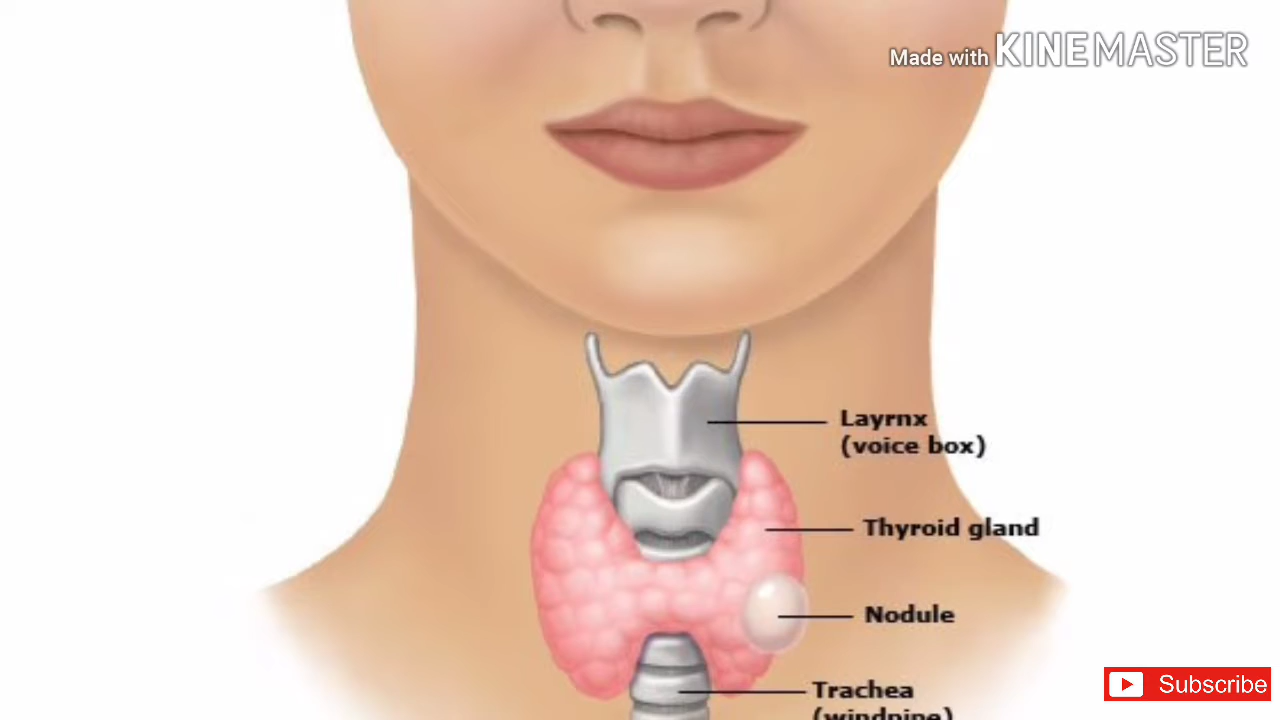 Made with KINEMASTER
Layrnx
(voice box)
Thyroid gland
Nodule
Trachea
(windpipe)
Subscribe